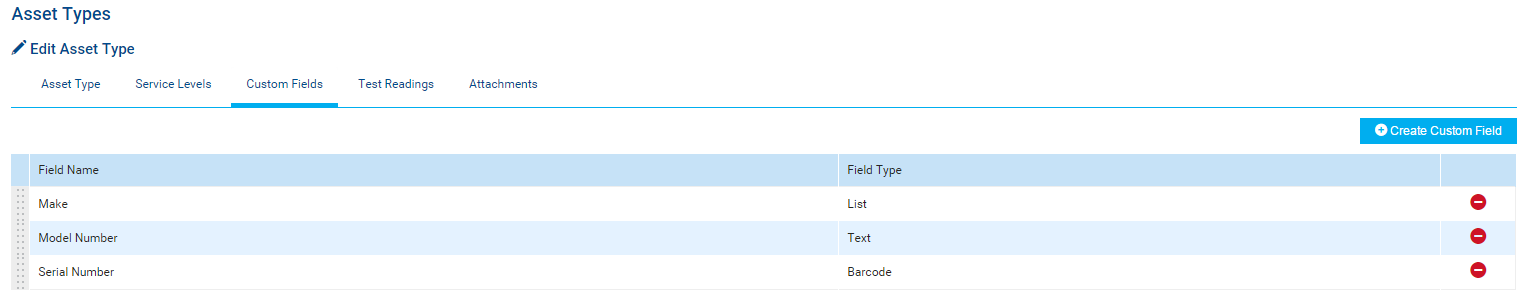 Asset Types
Edit Asset Type
Asset Type Service Levels Custom Fields Test Readings Attachments
Create Custom Field
Field Name Field Type
Make List
Model Number Text
Serial Number Barcode